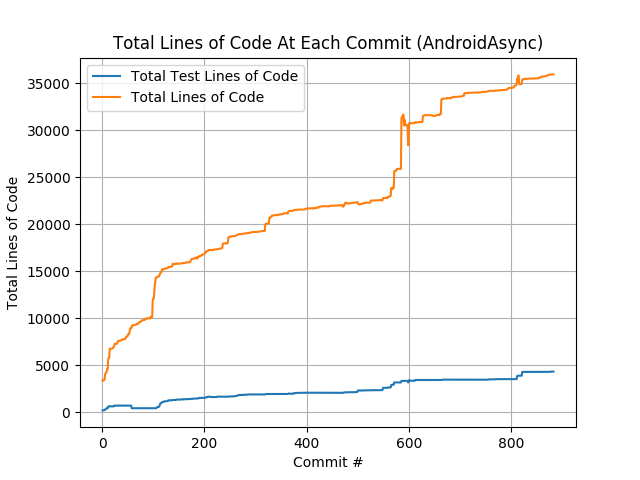 Total Lines of Code At Each Commit (AndroidAsync)
Total Test Lines of Code
Total Lines of Code
35000
30000
25000
20000
15000
10000
5000
0
Total Lines of Code
0 200 400 600 800
Commit #